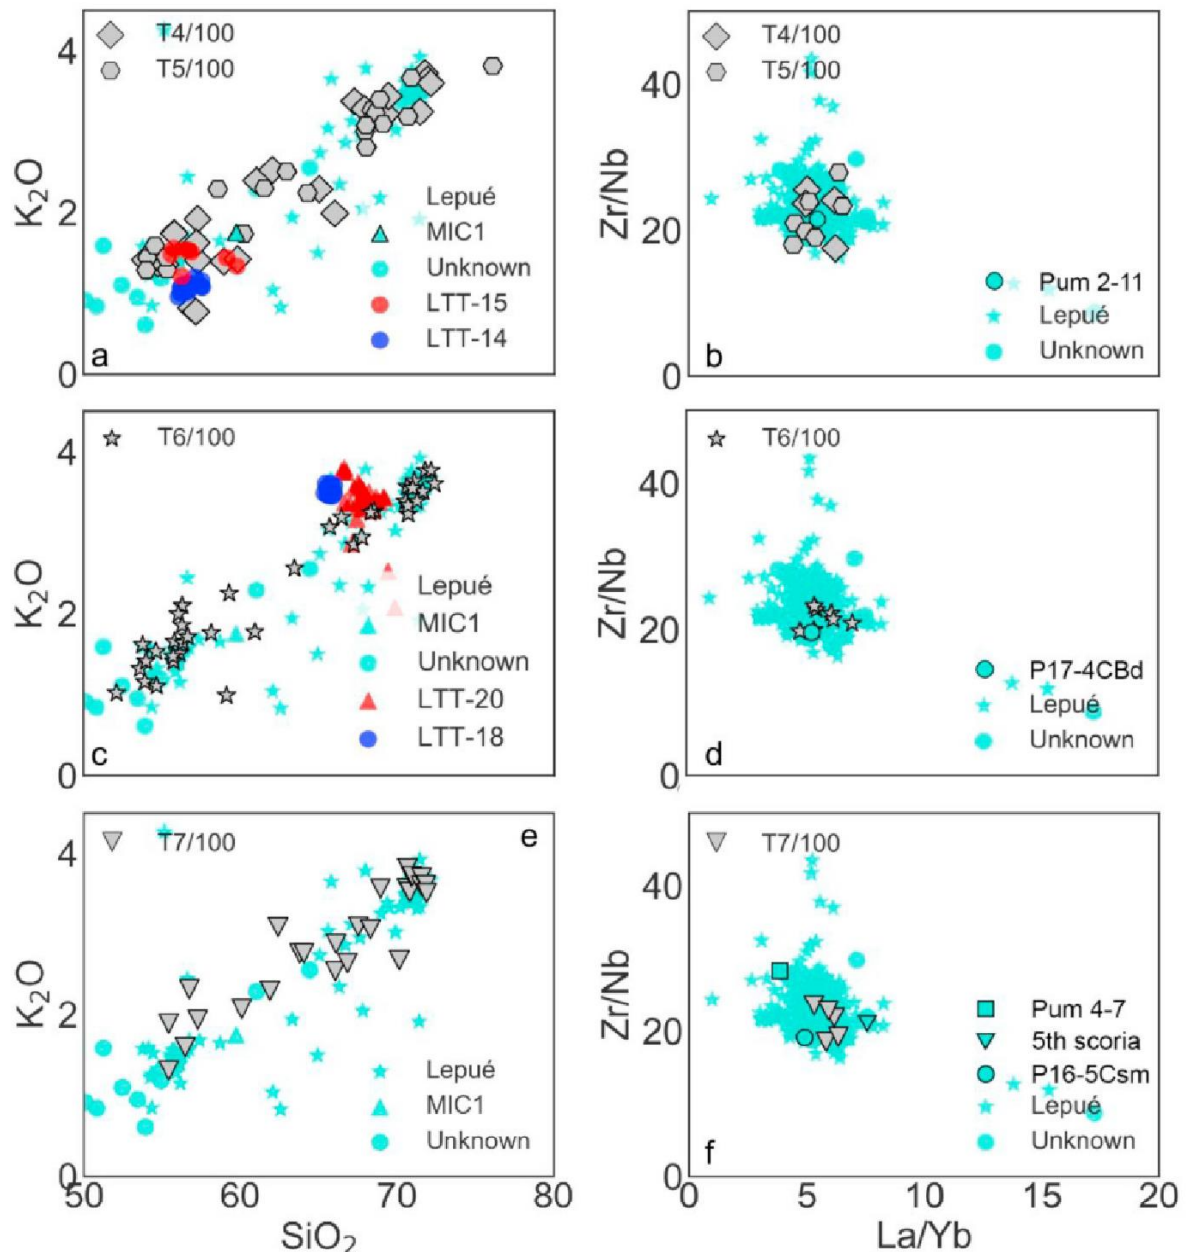 T4/100
T5/100
4
2
0
K₂O
Lepué
MIC1
Unknown
LTT-15
LTT-14
a
T4/100
T5/100
40
20
0
Zr/Nb
Pum 2-11
Lepué
Unknown
b
T6/100
4
2
0
K₂O
Lepué
MIC1
Unknown
LTT-20
LTT-18
c
T6/100
40
20
0
Zr/Nb
P17-4CBd
Lepué
Unknown
d
T7/100
e
4
2
0
K₂O
Lepué
MIC1
Unknown
50 60 70 80
SiO₂
T7/100
40
20
0
Zr/Nb
Pum 4-7
5th scoria
P16-5Csm
Lepué
Unknown
f
0 5 10 15 20
La/Yb